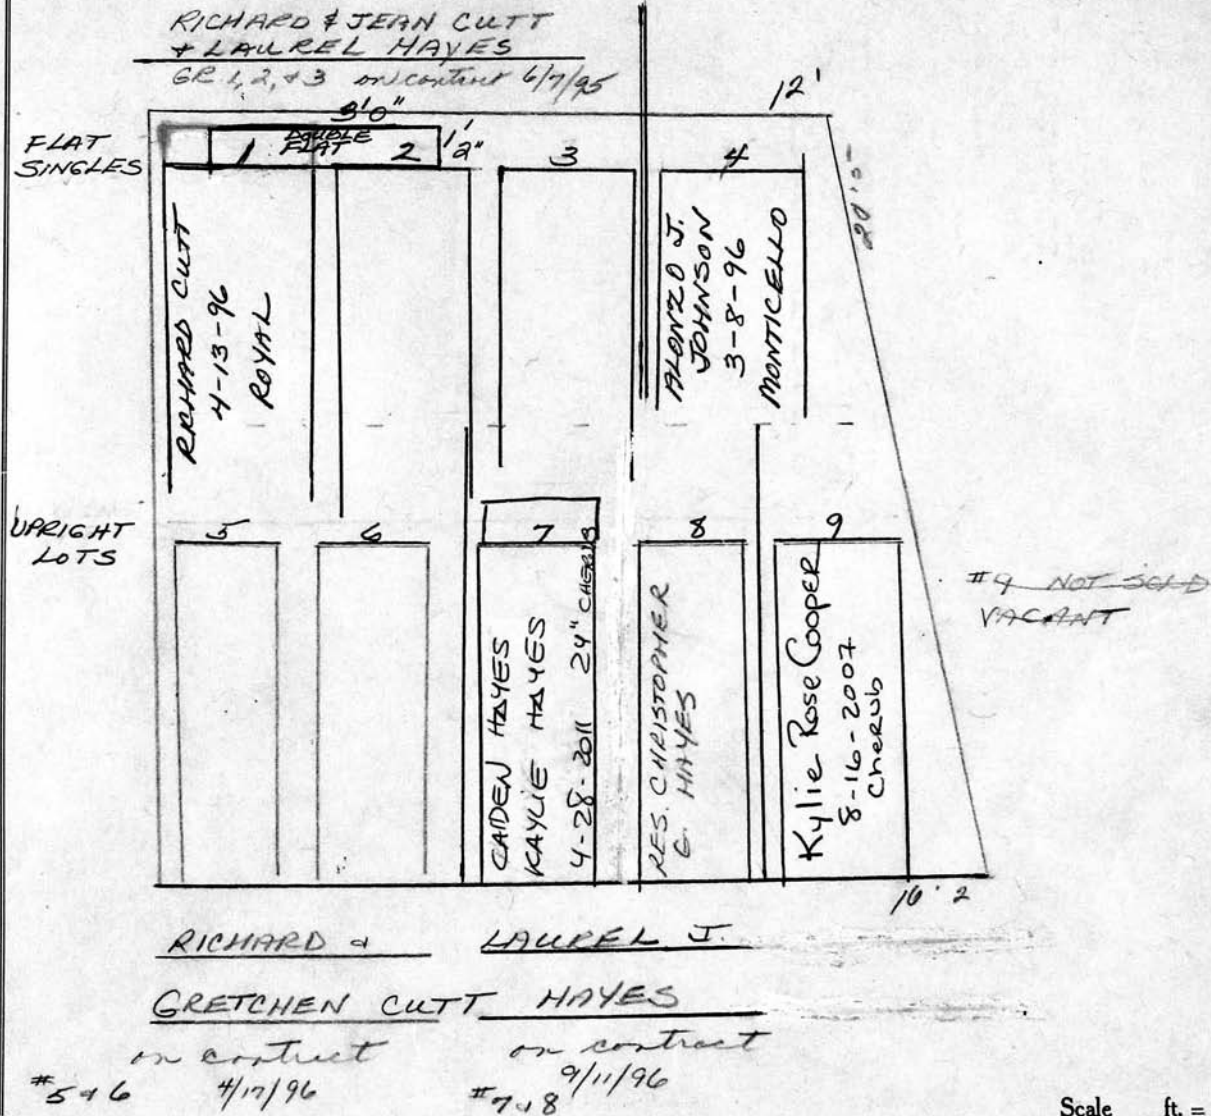 RICHARD & JEAN CUTT
& LAUREL HAYES
GR. 1, 2, & 3 on contract 6/7/95
12'
3'0"
FLAT
SINGLES
1
DOUBLE
FLAT
2
1'
2"
3
4
20'5"
RICHARD CUTT
4-13-96
ROYAL
ALONZO J.
JOHNSON
3-8-96
MONTICELLO
UPRIGHT
LOTS
5
6
7
8
9
CAIDEN HAYES
KAYLIE HAYES
4-28-2011 24" CHERUB
RES. CHRISTOPHER
G. HAYES
Kylie Rose Cooper
8-16-2007
Cherub
#9 NOT SOLD
VACANT
16' 2
RICHARD &
GRETCHEN CUTT
on contract
#5 & 6 4/17/96
LAUREL J.
HAYES
on contract
9/11/96
#7 & 8
Scale ft. =